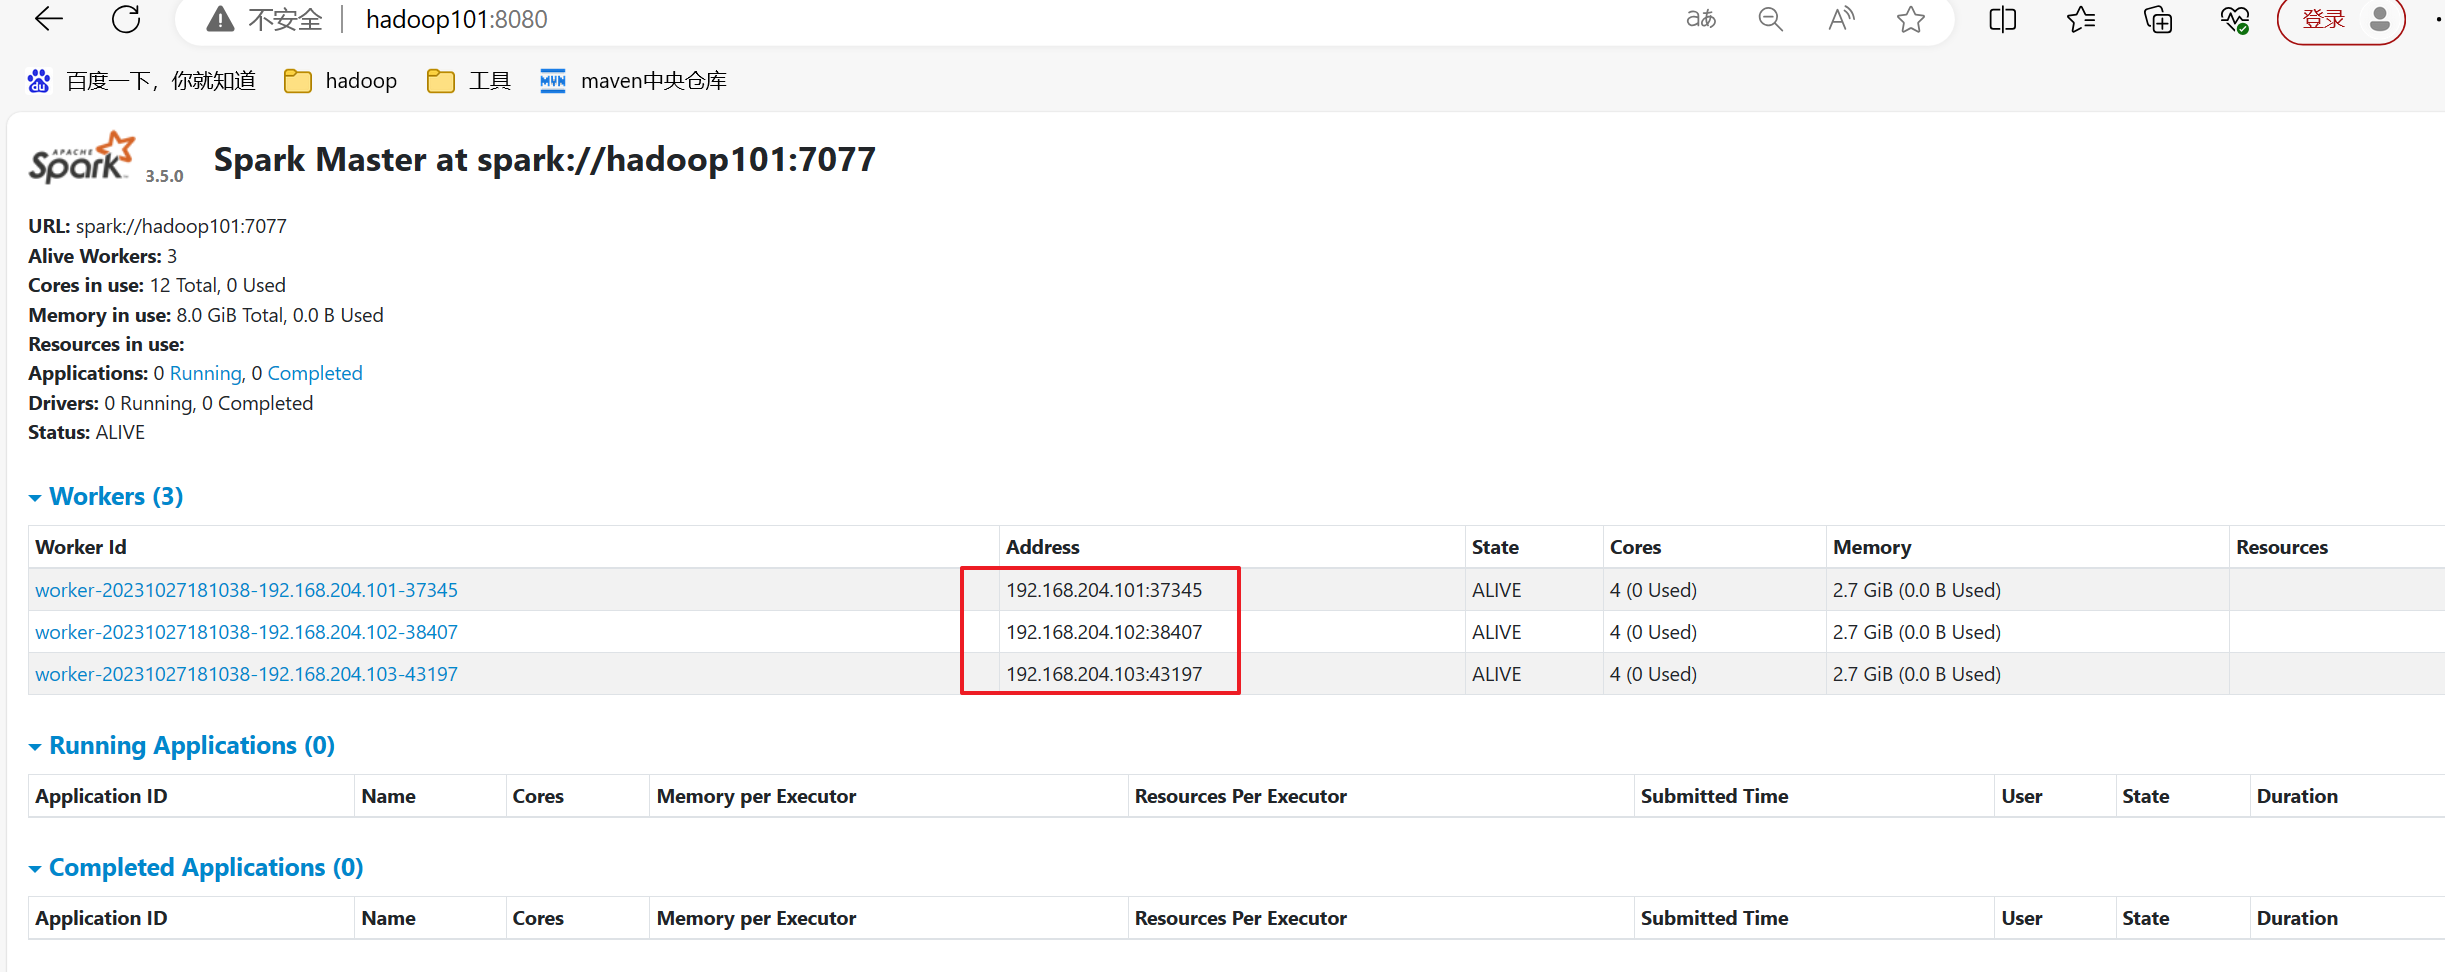 不安全 hadoop101:8080 aあ A 登录
百度一下，你就知道 hadoop 工具 maven中央仓库
APACHE Spark 3.5.0 Spark Master at spark://hadoop101:7077
URL: spark://hadoop101:7077
Alive Workers: 3
Cores in use: 12 Total, 0 Used
Memory in use: 8.0 GiB Total, 0.0 B Used
Resources in use:
Applications: 0 Running, 0 Completed
Drivers: 0 Running, 0 Completed
Status: ALIVE
Workers (3)
Worker Id Address State Cores Memory Resources
worker-20231027181038-192.168.204.101-37345 192.168.204.101:37345 ALIVE 4 (0 Used) 2.7 GiB (0.0 B Used)
worker-20231027181038-192.168.204.102-38407 192.168.204.102:38407 ALIVE 4 (0 Used) 2.7 GiB (0.0 B Used)
worker-20231027181038-192.168.204.103-43197 192.168.204.103:43197 ALIVE 4 (0 Used) 2.7 GiB (0.0 B Used)
Running Applications (0)
Application ID Name Cores Memory per Executor Resources Per Executor Submitted Time User State Duration
Completed Applications (0)
Application ID Name Cores Memory per Executor Resources Per Executor Submitted Time User State Duration